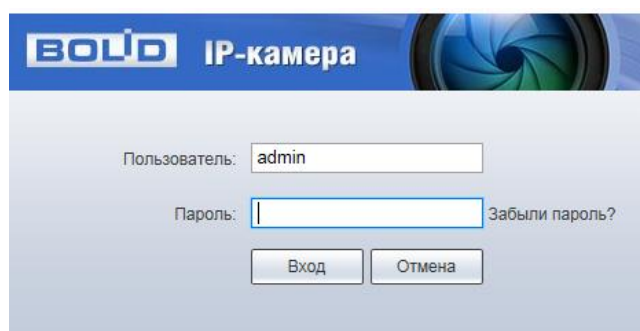 BOLID IP-камера
Пользователь: admin
Пароль: Забыли пароль?
Вход Отмена